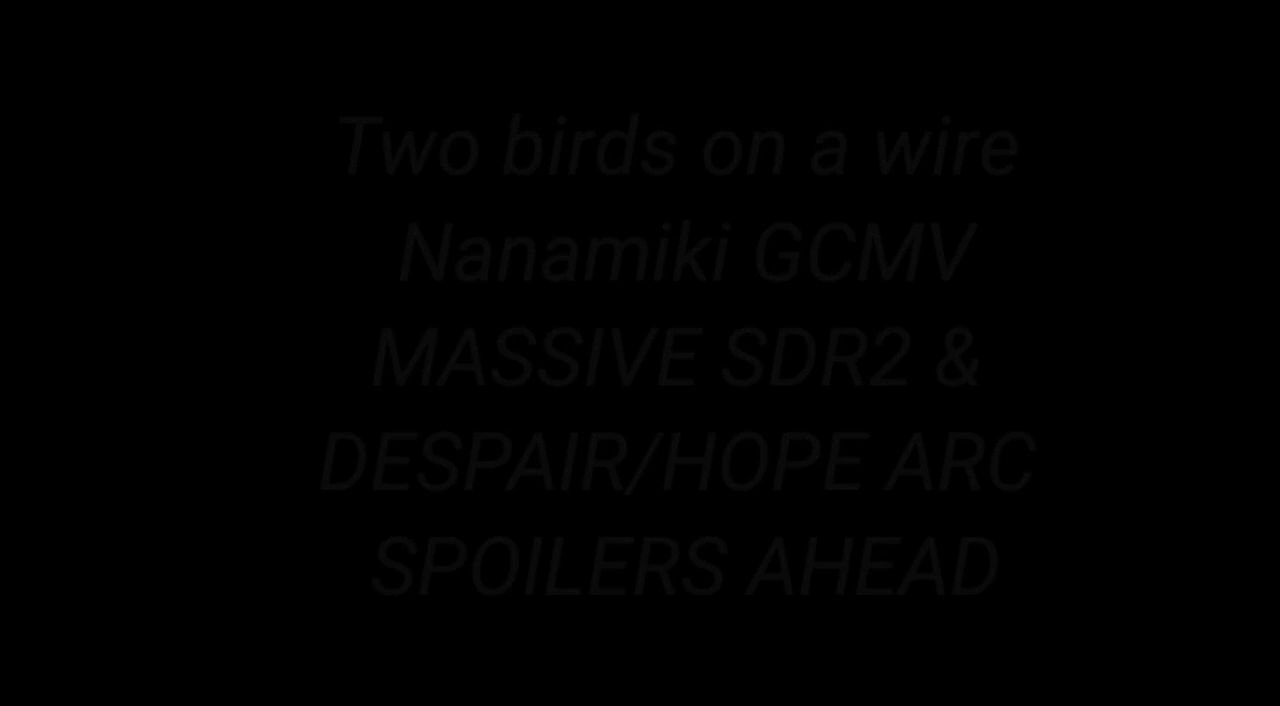 Two birds on a wire
Nanamiki GCMV
MASSIVE SDR2 &
DESPAIR/HOPE ARC
SPOILERS AHEAD